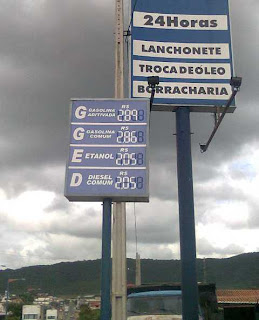 24Horas
LANCHONETE
TROCA DE ÓLEO
BORRACHARIA
G GASOLINA ADITIVADA R$ 2,89
G GASOLINA COMUM R$ 2,86
E ETANOL R$ 2,05
D DIESEL COMUM R$ 2,05